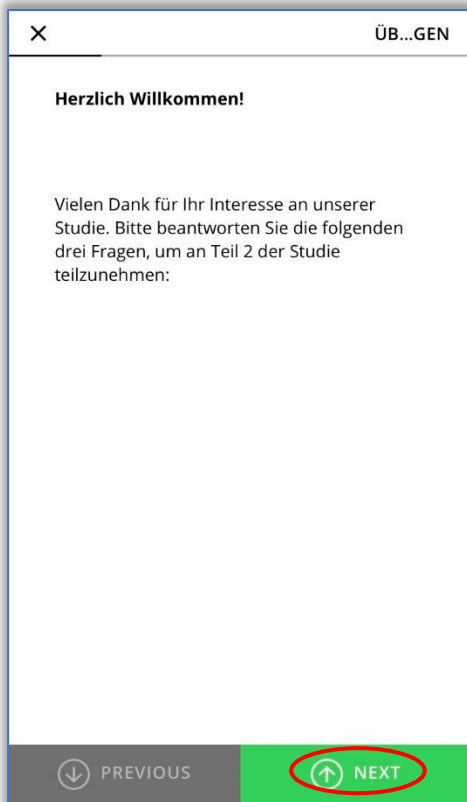 ÜB...GEN
Herzlich Willkommen!
Vielen Dank für Ihr Interesse an unserer
Studie. Bitte beantworten Sie die folgenden
drei Fragen, um an Teil 2 der Studie
teilzunehmen:
PREVIOUS
NEXT